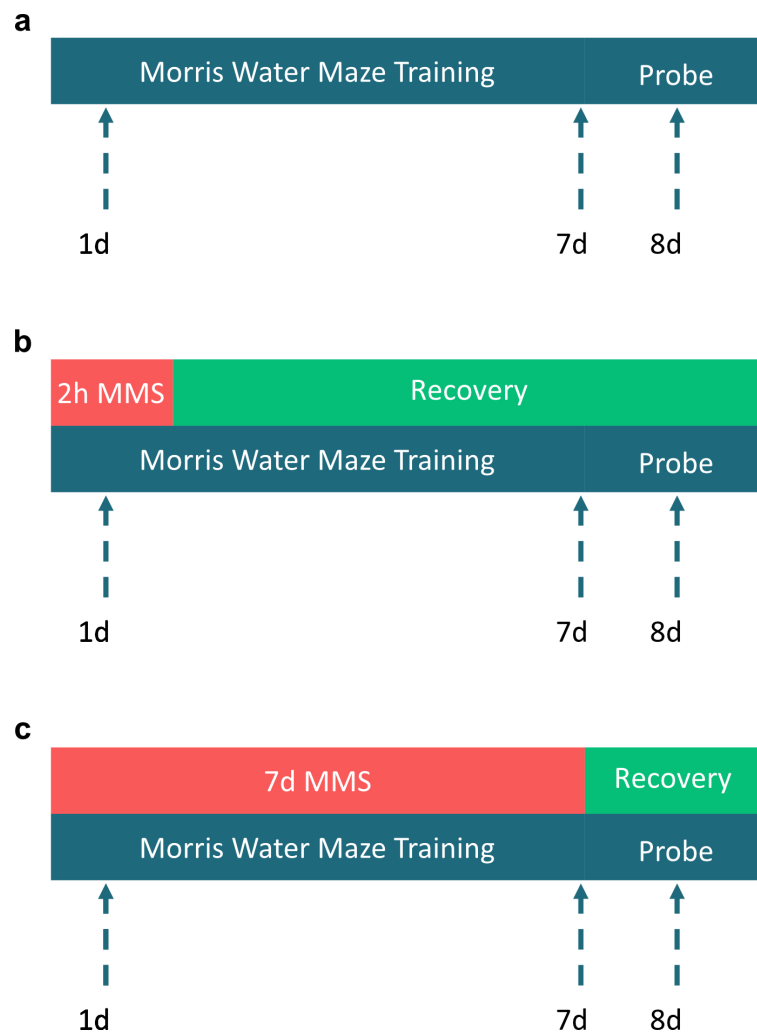 a
Morris Water Maze Training Probe
1d 7d 8d
b
2h MMS Recovery
Morris Water Maze Training Probe
1d 7d 8d
c
7d MMS Recovery
Morris Water Maze Training Probe
1d 7d 8d